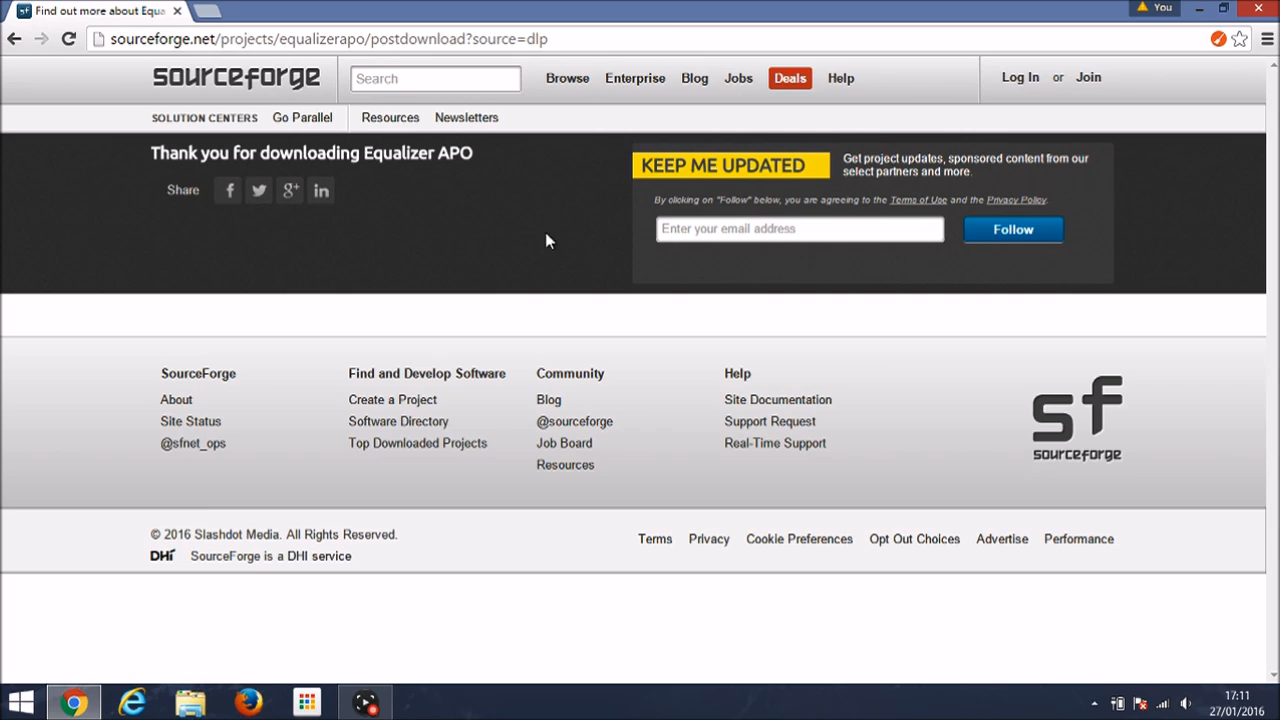 Find out more about Equa
You
sourceforge.net/projects/equalizerapo/postdownload?source=dlp
sourceforge
Search
Browse
Enterprise
Blog
Jobs
Deals
Help
Log In or Join
SOLUTION CENTERS
Go Parallel
Resources
Newsletters
Thank you for downloading Equalizer APO
Share
KEEP ME UPDATED
Get project updates, sponsored content from our
select partners and more.
By clicking on "Follow" below, you are agreeing to the Terms of Use and the Privacy Policy.
Enter your email address
Follow
SourceForge
About
Site Status
@sfnet_ops
Find and Develop Software
Create a Project
Software Directory
Top Downloaded Projects
Community
Blog
@sourceforge
Job Board
Resources
Help
Site Documentation
Support Request
Real-Time Support
sf
sourceforge
© 2016 Slashdot Media. All Rights Reserved.
DHI SourceForge is a DHI service
Terms
Privacy
Cookie Preferences
Opt Out Choices
Advertise
Performance
17:11
27/01/2016